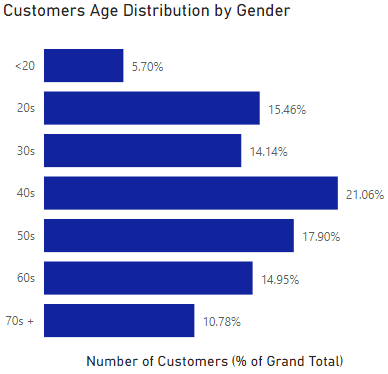 Customers Age Distribution by Gender
<20 5.70%
20s 15.46%
30s 14.14%
40s 21.06%
50s 17.90%
60s 14.95%
70s + 10.78%
Number of Customers (% of Grand Total)